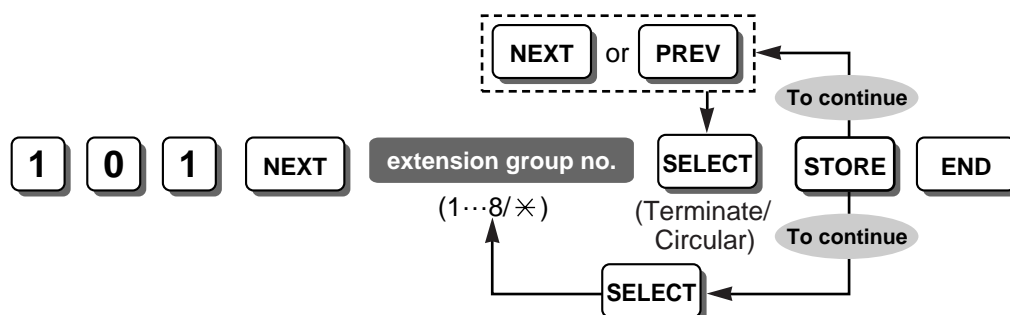 NEXT or PREV
To continue
1 0 1 NEXT extension group no. SELECT STORE END
(1···8/✳)
(Terminate/
Circular)
To continue
SELECT